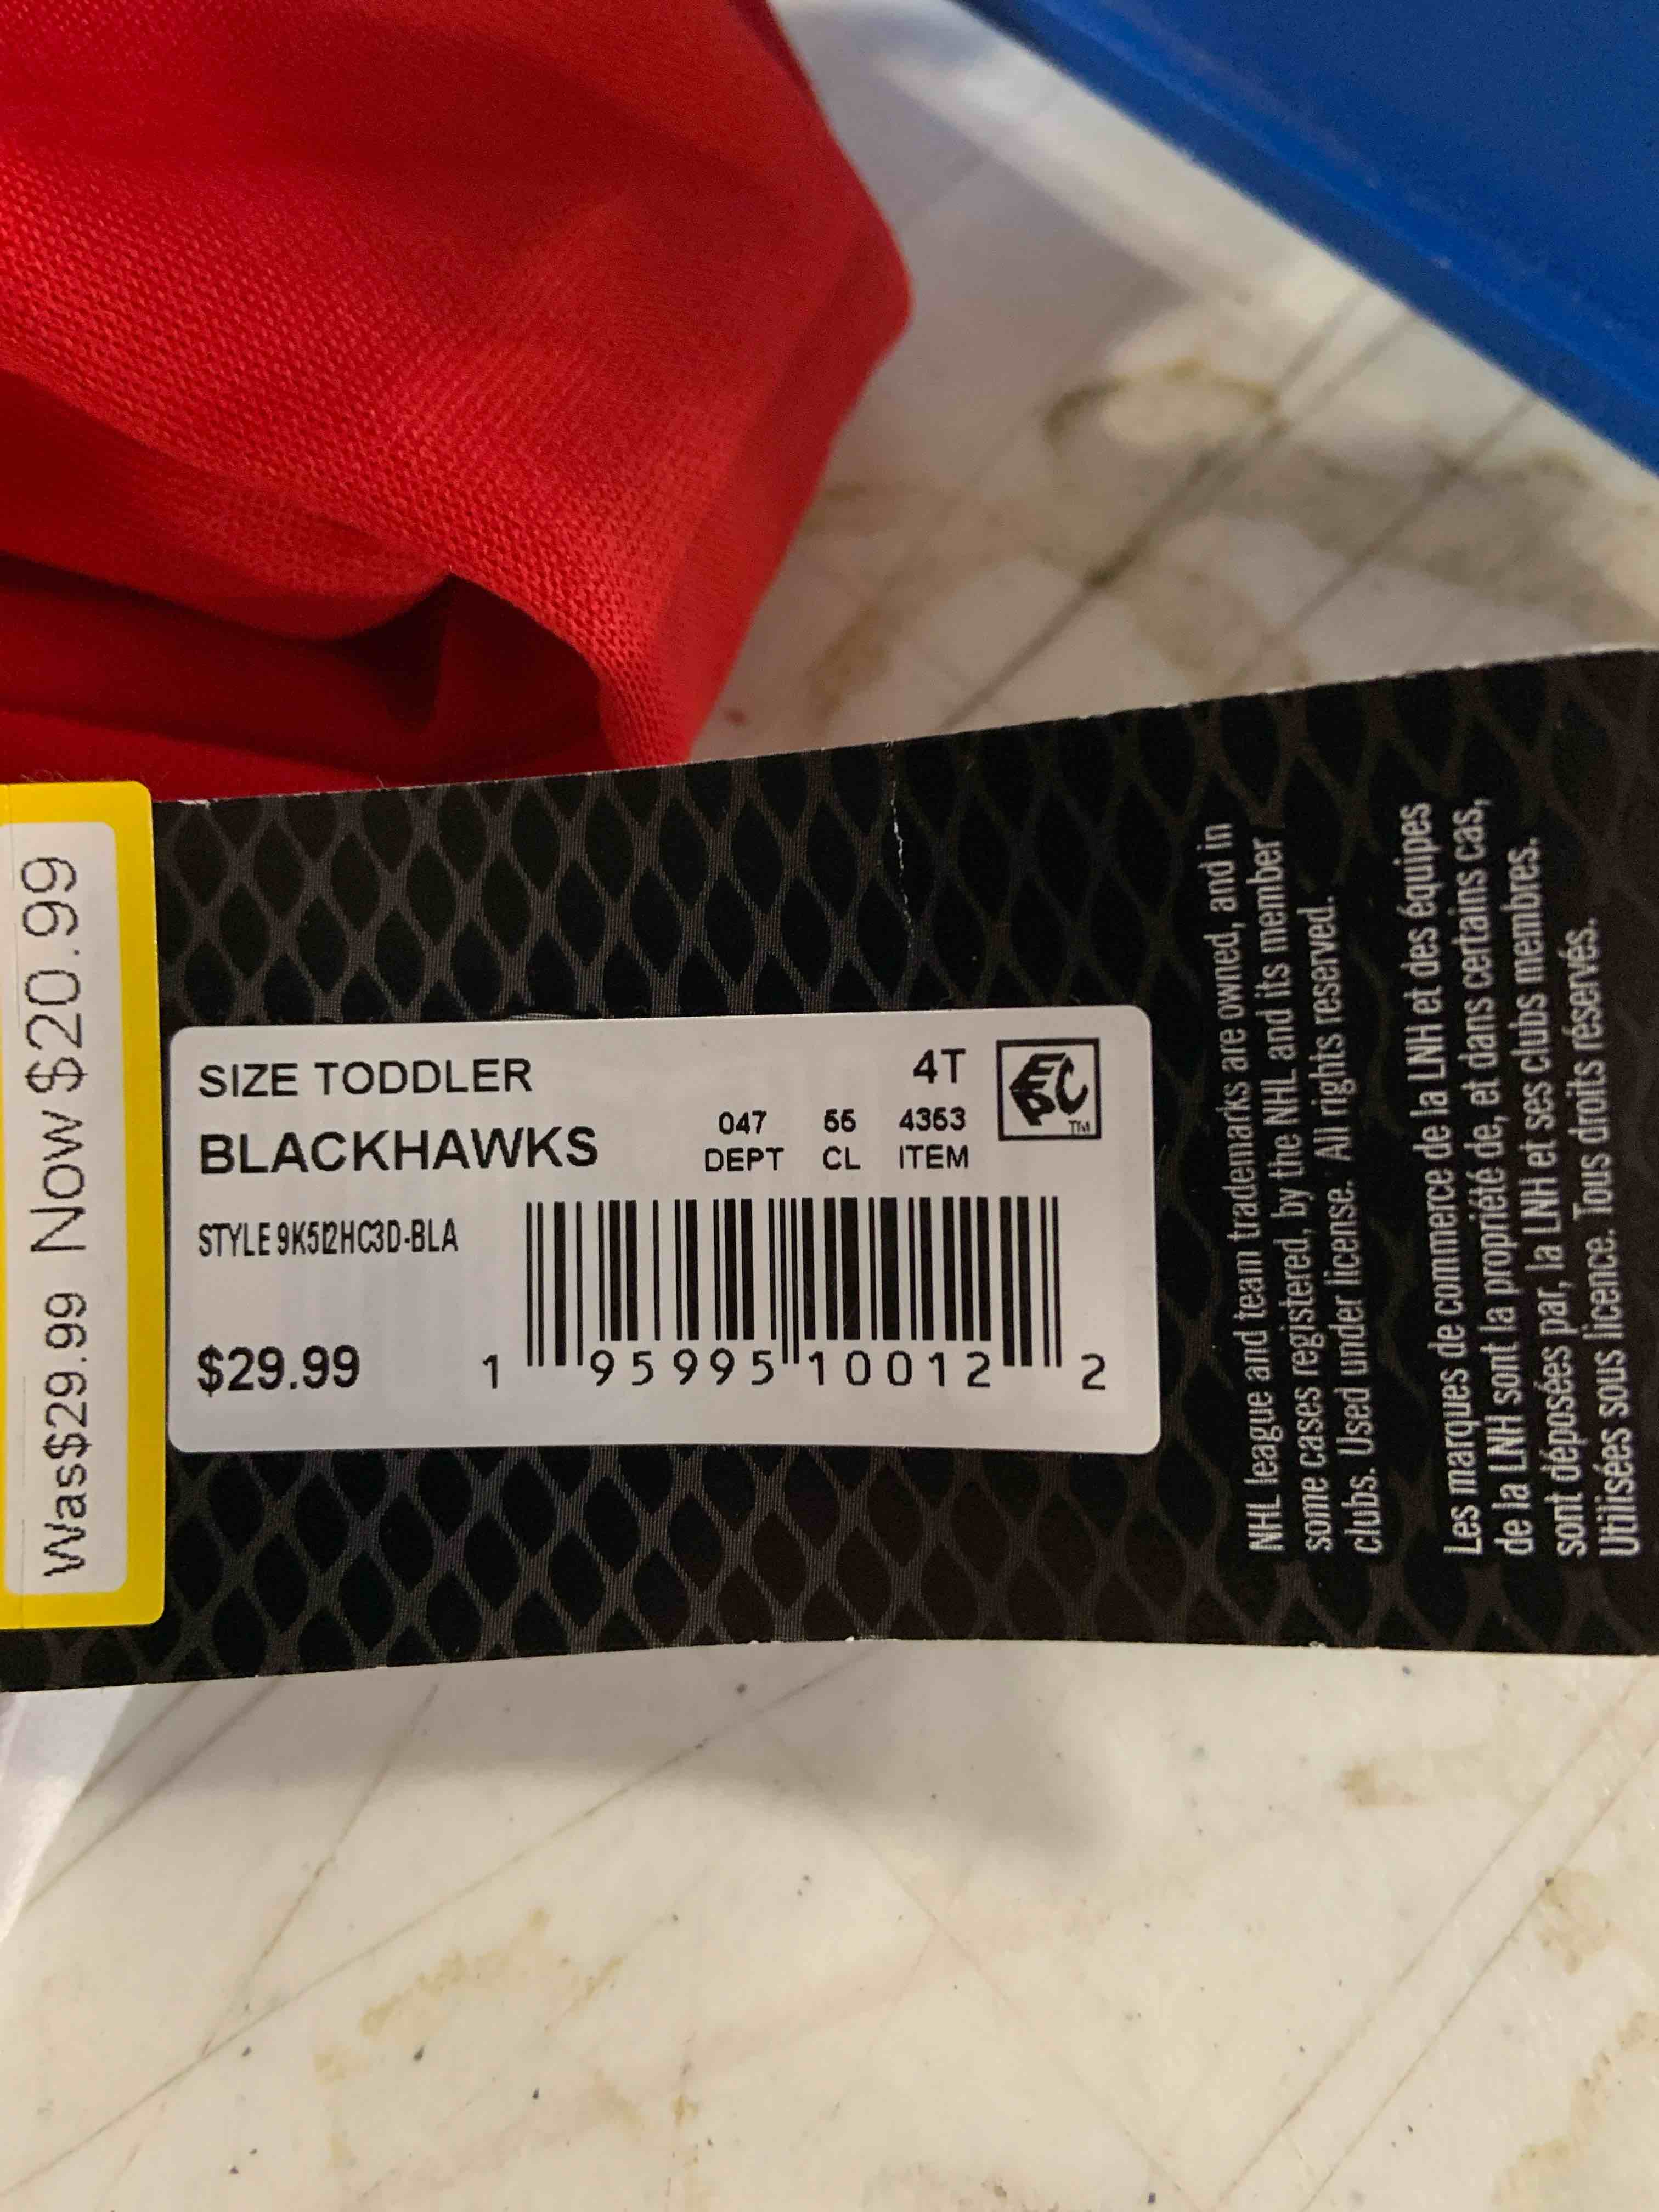 Was$29.99 Now$20.99
SIZE TODDLER 4T
BLACKHAWKS
047 56 4353
DEPT CL ITEM
TM
STYLE 9K5I2HC3D-BLA
$29.99
1 95995 10012 2
NHL league and team trademarks are owned, and in
some cases registered, by the NHL and its member
clubs. Used under license. All rights reserved.
Les marques de commerce de la LNH et des équipes
de la LNH sont la propriété de, et dans certains cas,
sont déposées par, la LNH et ses clubs membres.
Utilisées sous licence. Tous droits réservés.